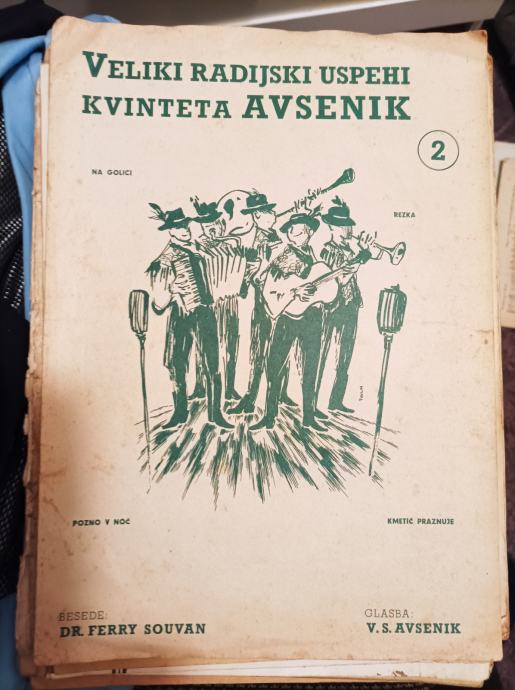 VELIKI RADIJSKI USPEHI
KVINTETA AVSENIK
2
NA GOLICI
REZKA
POZNO V NOČ
KMETIČ PRAZNUJE
BESEDE:
DR. FERRY SOUVAN
GLASBA:
V. S. AVSENIK